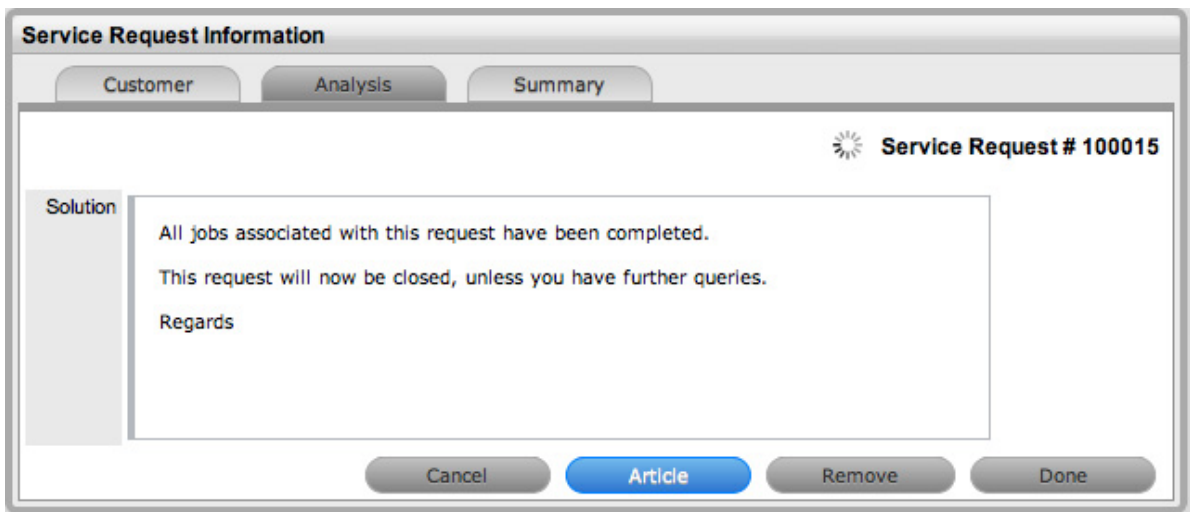 Service Request Information
Customer Analysis Summary
Service Request # 100015
Solution
All jobs associated with this request have been completed.
This request will now be closed, unless you have further queries.
Regards
Cancel Article Remove Done